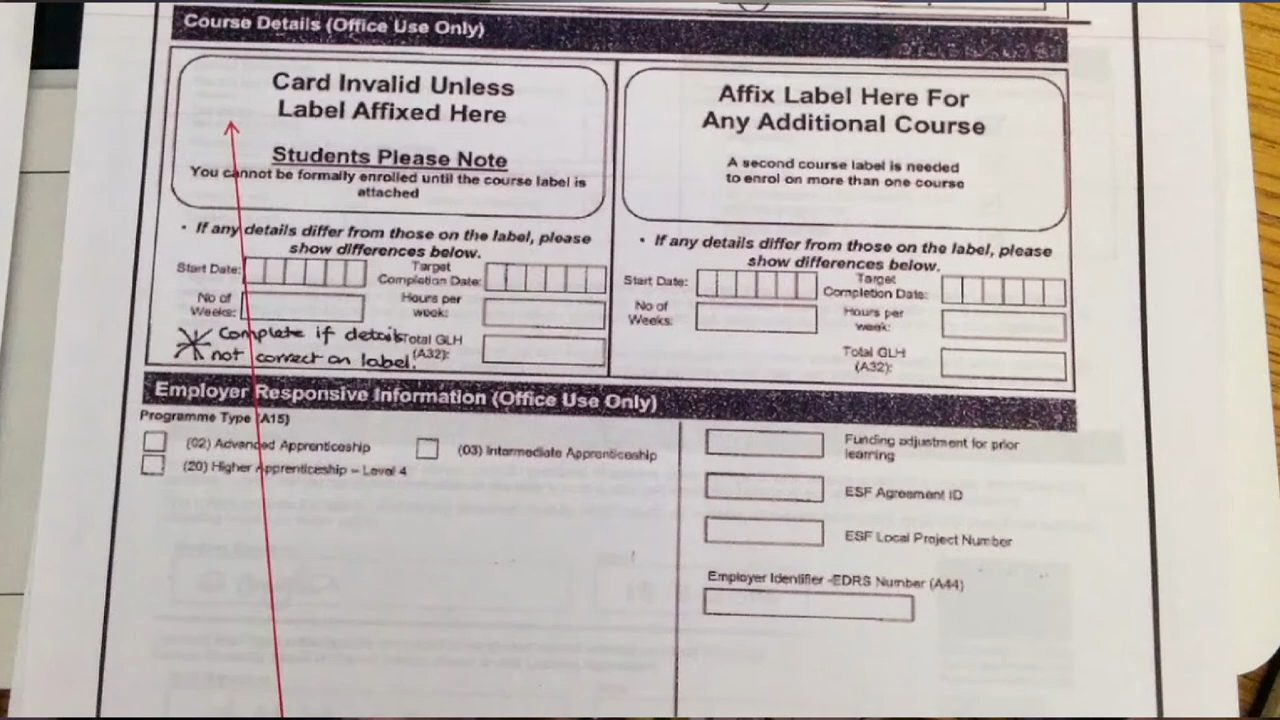 Course Details (Office Use Only)
Card Invalid Unless
Label Affixed Here
Students Please Note
You cannot be formally enrolled until the course label is
attached
• If any details differ from those on the label, please
show differences below.
Start Date:
Target
Completion Date:
No of
Weeks:
Hours per
week:
Complete if details
not correct on label.
Total GLH
(A32):
Affix Label Here For
Any Additional Course
A second course label is needed
to enrol on more than one course
• If any details differ from those on the label, please
show differences below.
Start Date:
Target
Completion Date:
No of
Weeks:
Hours per
week:
Total GLH
(A32):
Employer Responsive Information (Office Use Only)
Programme Type (A15)
(02) Advanced Apprenticeship
(03) Intermediate Apprenticeship
(20) Higher Apprenticeship – Level 4
Funding adjustment for prior
learning
ESF Agreement ID
ESF Local Project Number
Employer Identifier -EDRS Number (A44)